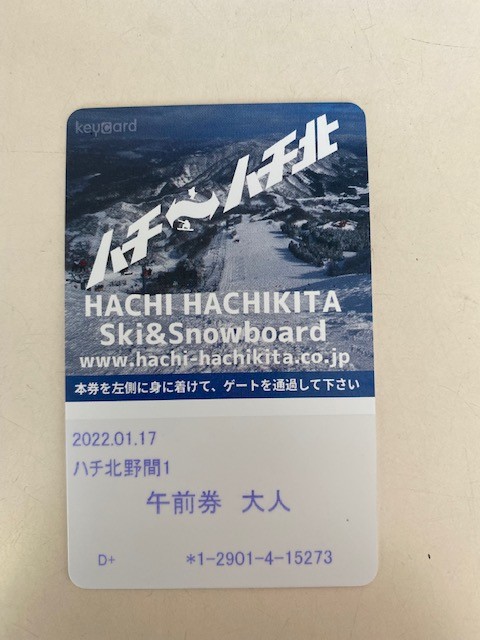 keycard
ハチ〜ハチ北
HACHI HACHIKITA
Ski&Snowboard
www.hachi-hachikita.co.jp
本券を左側に身に着けて、ゲートを通過して下さい
2022.01.17
ハチ北野間1
午前券 大人
D+ *1-2901-4-15273